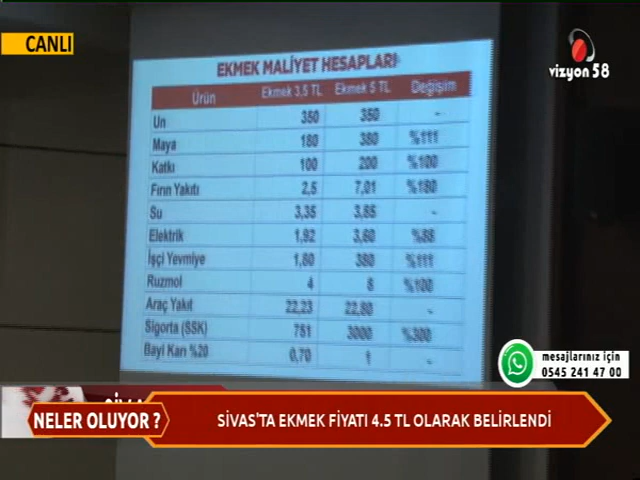 CANLI
vizyon 58
EKMEK MALİYET HESAPLARI
Ürün Ekmek 3,5 TL Ekmek 5 TL Değişim
Un 350 350 -
Maya 180 380 %111
Katkı 100 200 %100
Fırın Yakıtı 2,5 7,01 %180
Su 3,35 3,85 -
Elektrik 1,92 3,60 %88
İşçi Yevmiye 1,80 380 %111
Ruzmol 4 8 %100
Araç Yakıt 22,23 22,80 -
Sigorta (SSK) 751 3000 %300
Bayi Karı %20 0,70 1 -
mesajlarınız için
0545 241 47 00
NELER OLUYOR ?
SİVAS'TA EKMEK FİYATI 4.5 TL OLARAK BELİRLENDİ